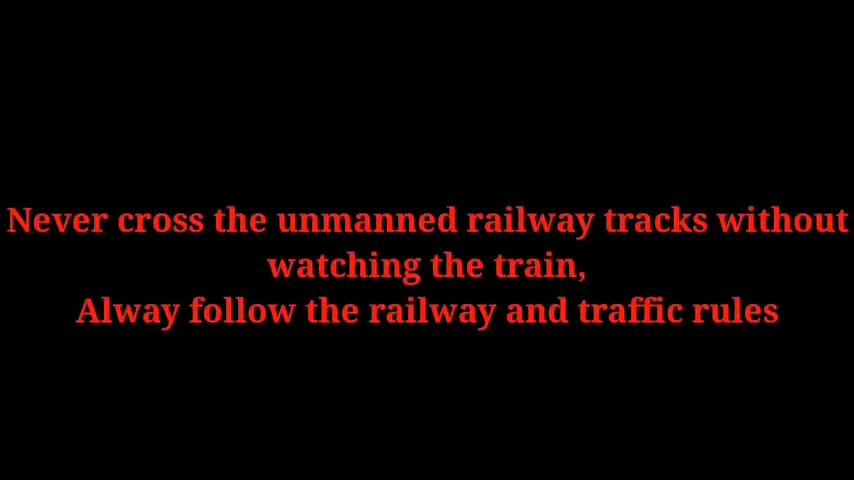 Never cross the unmanned railway tracks without
watching the train,
Alway follow the railway and traffic rules